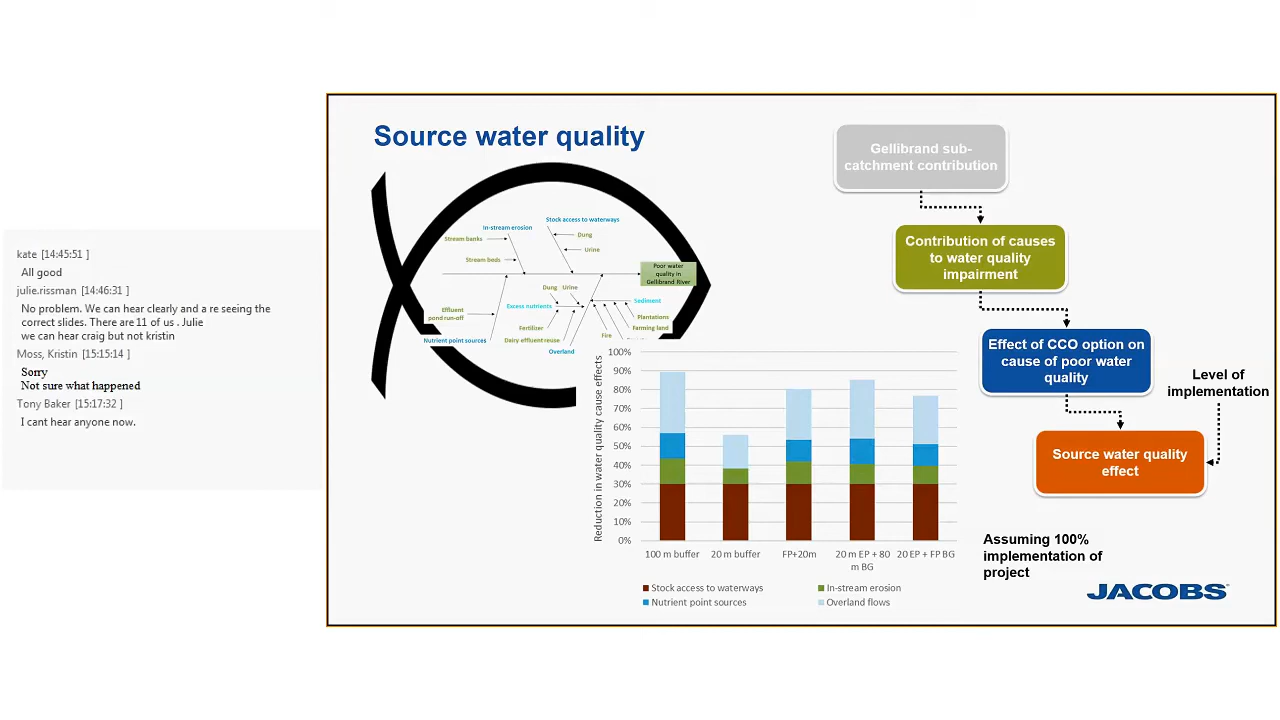 kate [14:45:51 ]
All good
julie.rissman [14:46:31 ]
No problem. We can hear clearly and a re seeing the
correct slides. There are 11 of us . Julie
we can hear craig but not kristin
Moss, Kristin [15:15:14 ]
Sorry
Not sure what happened
Tony Baker [15:17:32 ]
I cant hear anyone now.
Source water quality
Stock access to waterways
In-stream erosion
Stream banks
Dung
Urine
Stream beds
Poor water
quality in
Gellibrand River
Dung Urine
Excess nutrients
Sediment
Effluent
pond run-off
Plantations
Fertilizer
Farming land
Nutrient point sources
Dairy effluent reuse
Fire
Overland
Gellibrand sub-
catchment contribution
Contribution of causes
to water quality
impairment
Effect of CCO option on
cause of poor water
quality
Level of
implementation
Source water quality
effect
Reduction in water quality cause effects
100%
90%
80%
70%
60%
50%
40%
30%
20%
10%
0%
100 m buffer
20 m buffer
FP+20m
20 m EP + 80
m BG
20 EP + FP BG
Stock access to waterways
In-stream erosion
Nutrient point sources
Overland flows
Assuming 100%
implementation of
project
JACOBS